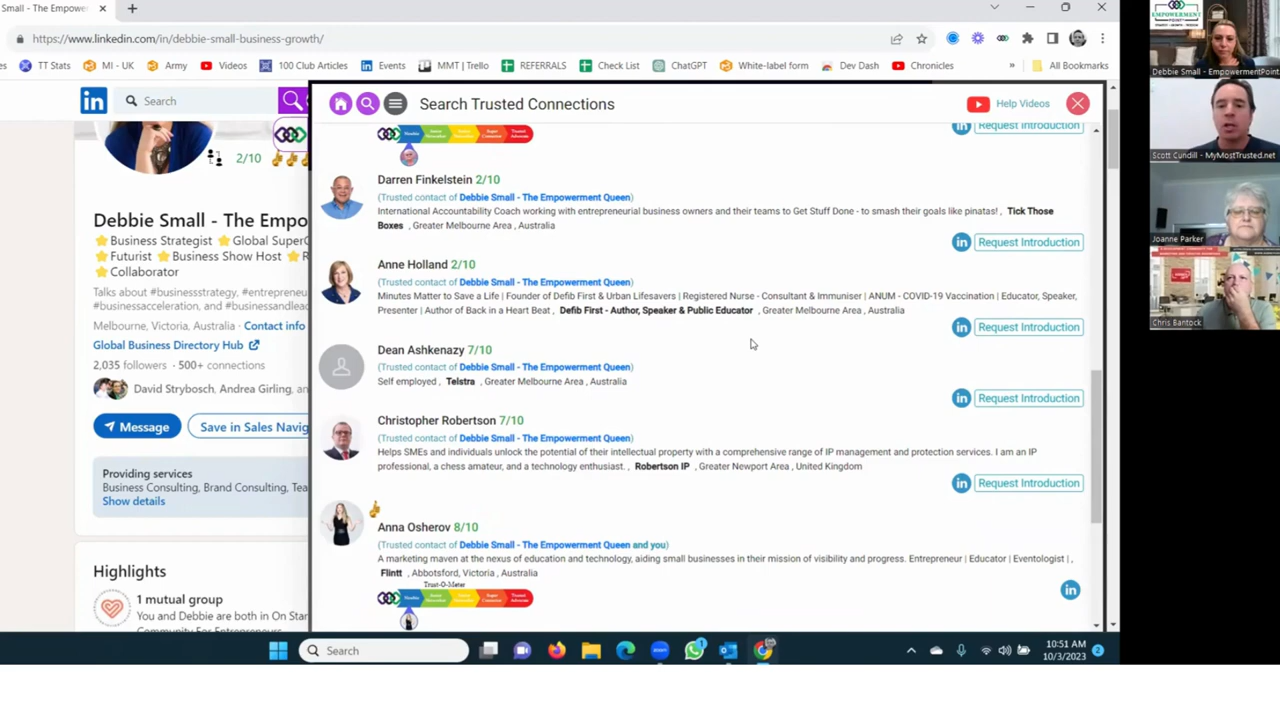 Small - The Empowe
https://www.linkedin.com/in/debbie-small-business-growth/
es TT Stats MI - UK Army Videos 100 Club Articles Events MMT | Trello REFERRALS Check List ChatGPT White-label form Dev Dash Chronicles » All Bookmarks
in Search
2/10
Debbie Small - The Empo
Business Strategist Global SuperC
Futurist Business Show Host
Collaborator
Talks about #businessstrategy, #entreprene
#businessacceleration, and #businessandlea
Melbourne, Victoria, Australia · Contact info
Global Business Directory Hub
2,035 followers · 500+ connections
David Strybosch, Andrea Girling, an
Message
Save in Sales Navig
Providing services
Business Consulting, Brand Consulting, Tea
Show details
Highlights
1 mutual group
You and Debbie are both in On Star
Community For Entrepreneurs
Search Trusted Connections
Help Videos
in Request Introduction
Darren Finkelstein 2/10
(Trusted contact of Debbie Small - The Empowerment Queen)
International Accountability Coach working with entrepreneurial business owners and their teams to Get Stuff Done - to smash their goals like pinatas! , Tick Those
Boxes , Greater Melbourne Area , Australia
in Request Introduction
Anne Holland 2/10
(Trusted contact of Debbie Small - The Empowerment Queen)
Minutes Matter to Save a Life | Founder of Defib First & Urban Lifesavers | Registered Nurse - Consultant & Immuniser | ANUM - COVID-19 Vaccination | Educator, Speaker,
Presenter | Author of Back in a Heart Beat , Defib First - Author, Speaker & Public Educator , Greater Melbourne Area , Australia
in Request Introduction
Dean Ashkenazy 7/10
(Trusted contact of Debbie Small - The Empowerment Queen)
Self employed , Telstra , Greater Melbourne Area , Australia
in Request Introduction
Christopher Robertson 7/10
(Trusted contact of Debbie Small - The Empowerment Queen)
Helps SMEs and individuals unlock the potential of their intellectual property with a comprehensive range of IP management and protection services. I am an IP
professional, a chess amateur, and a technology enthusiast. , Robertson IP , Greater Newport Area , United Kingdom
in Request Introduction
Anna Osherov 8/10
(Trusted contact of Debbie Small - The Empowerment Queen and you)
A marketing maven at the nexus of education and technology, aiding small businesses in their mission of visibility and progress. Entrepreneur | Educator | Eventologist | ,
Flintt , Abbotsford, Victoria , Australia
Trust-O-Meter
in
Search
10:51 AM
10/3/2023
2
EMPOWERMENT
Debbie Small - EmpowermentPoin
Scott Cundill - MyMostTrusted.net
Joanne Parker
Chris Bantock